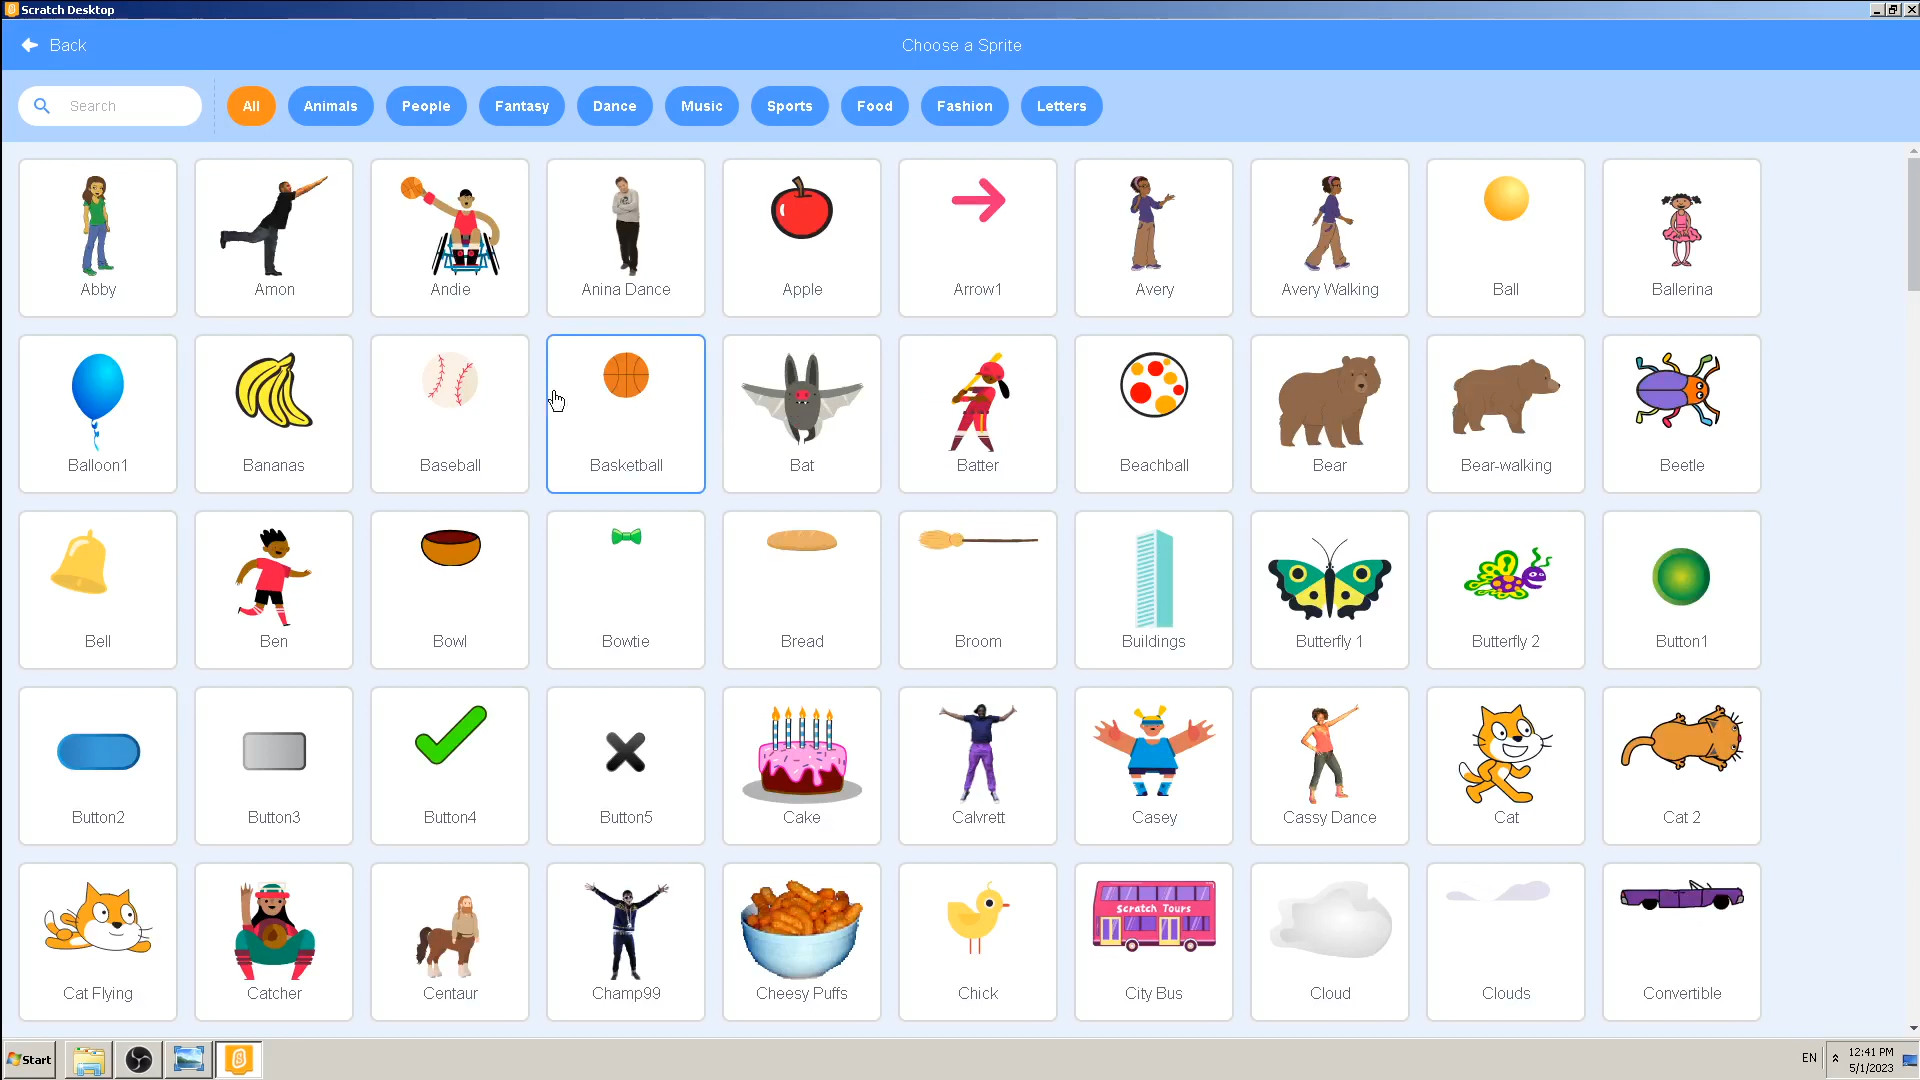 Scratch Desktop
Back
Choose a Sprite
Search
All
Animals
People
Fantasy
Dance
Music
Sports
Food
Fashion
Letters
Abby
Amon
Andie
Anina Dance
Apple
Arrow1
Avery
Avery Walking
Ball
Ballerina
Balloon1
Bananas
Baseball
Basketball
Bat
Batter
Beachball
Bear
Bear-walking
Beetle
Bell
Ben
Bowl
Bowtie
Bread
Broom
Buildings
Butterfly 1
Butterfly 2
Button1
Button2
Button3
Button4
Button5
Cake
Calvrett
Casey
Cassy Dance
Cat
Cat 2
Scratch Tours
Cat Flying
Catcher
Centaur
Champ99
Cheesy Puffs
Chick
City Bus
Cloud
Clouds
Convertible
Start
EN
12:41 PM
5/1/2023